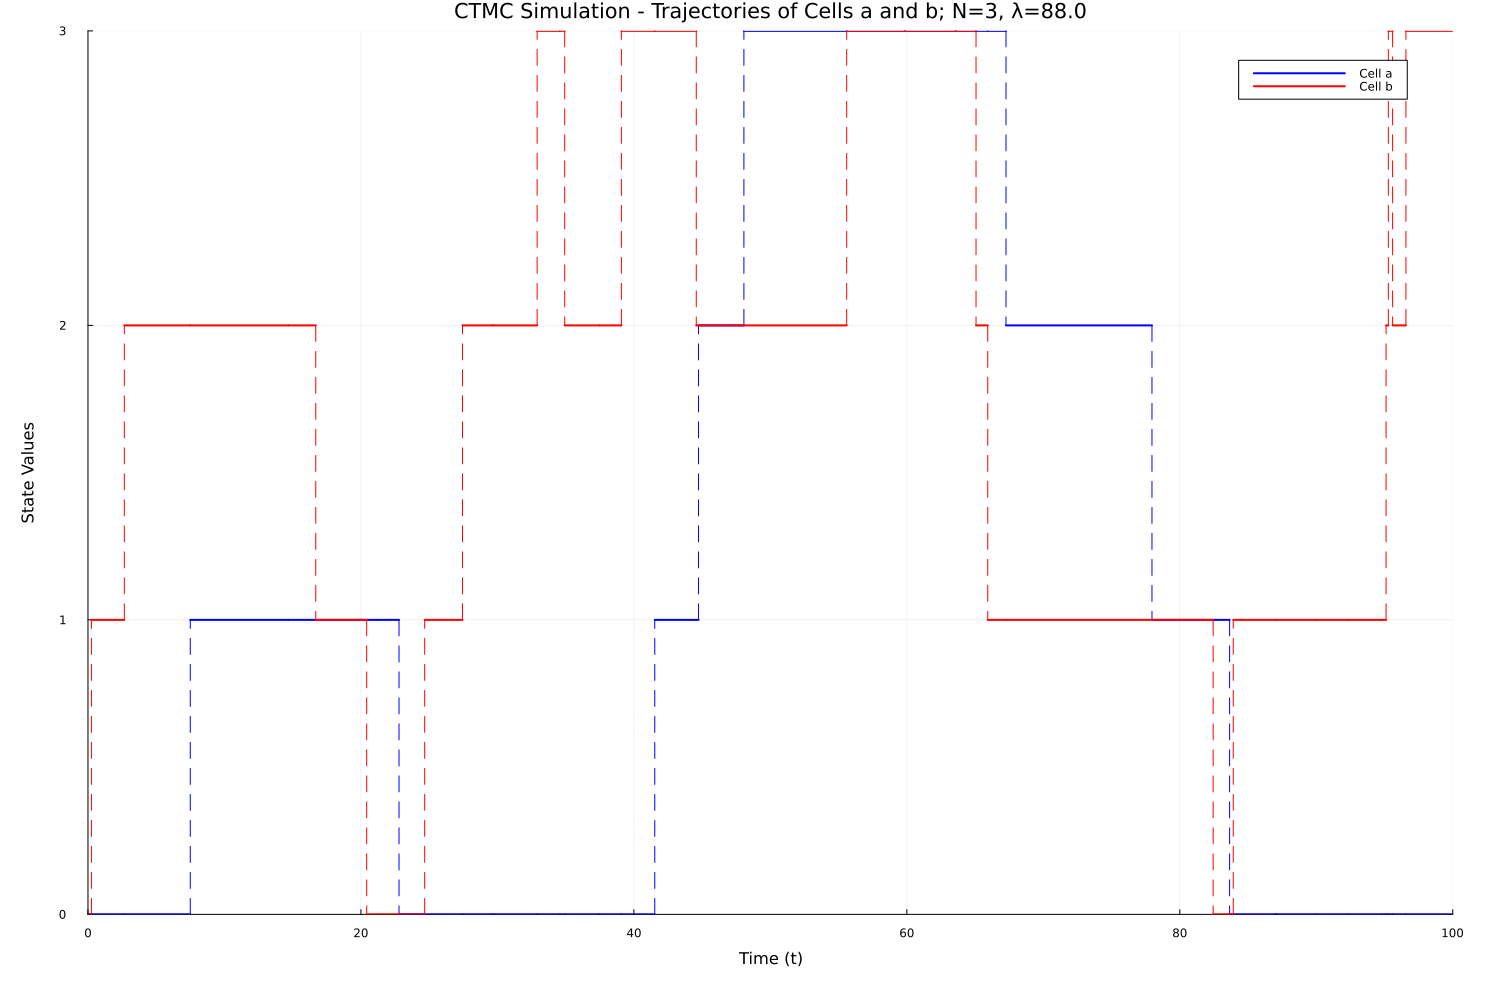 CTMC Simulation - Trajectories of Cells a and b; N=3, λ=88.0
3
Cell a
Cell b
2
State Values
1
0
0 20 40 60 80 100
Time (t)